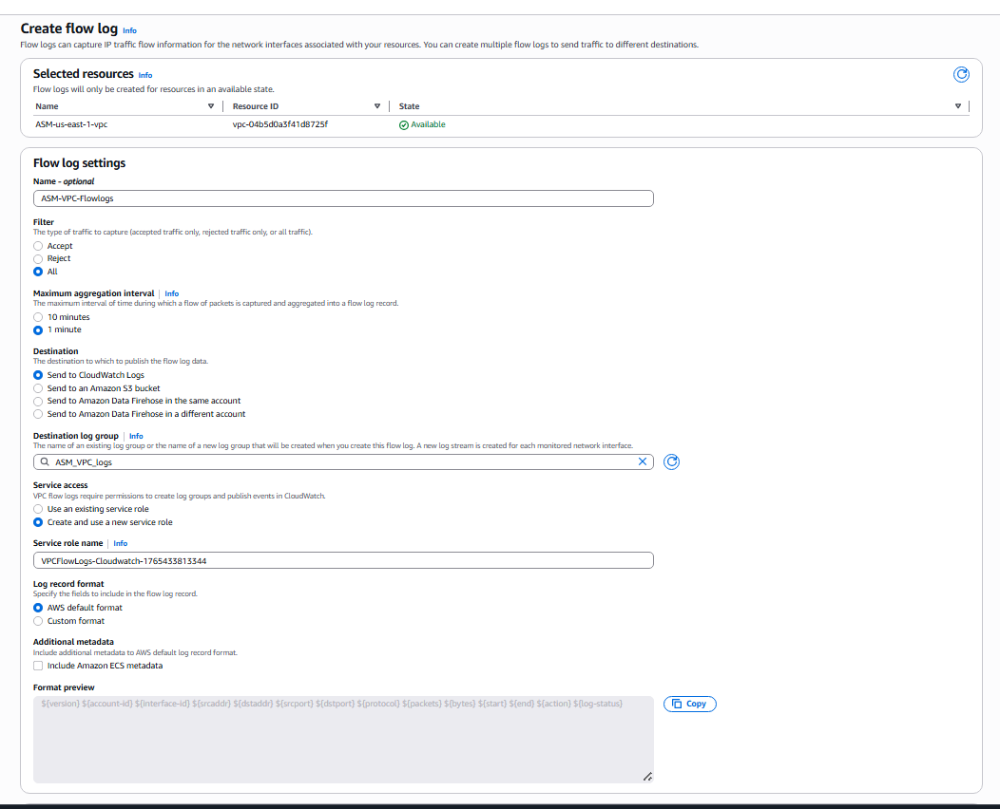 Create flow log Info
Flow logs can capture IP traffic flow information for the network interfaces associated with your resources. You can create multiple flow logs to send traffic to different destinations.
Selected resources Info
Flow logs will only be created for resources in an available state.
Name Resource ID State
ASM-us-east-1-vpc vpc-04b5d0a3f41d8725f Available
Flow log settings
Name - optional
ASM-VPC-Flowlogs
Filter
The type of traffic to capture (accepted traffic only, rejected traffic only, or all traffic).
Accept
Reject
All
Maximum aggregation interval Info
The maximum interval of time during which a flow of packets is captured and aggregated into a flow log record.
10 minutes
1 minute
Destination
The destination to which to publish the flow log data.
Send to CloudWatch Logs
Send to an Amazon S3 bucket
Send to Amazon Data Firehose in the same account
Send to Amazon Data Firehose in a different account
Destination log group Info
The name of an existing log group or the name of a new log group that will be created when you create this flow log. A new log stream is created for each monitored network interface.
ASM_VPC_logs
Service access
VPC flow logs require permissions to create log groups and publish events in CloudWatch.
Use an existing service role
Create and use a new service role
Service role name Info
VPCFlowLogs-Cloudwatch-1765433813344
Log record format
Specify the fields to include in the flow log record.
AWS default format
Custom format
Additional metadata
Include additional metadata to AWS default log record format.
Include Amazon ECS metadata
Format preview
${version} ${account-id} ${interface-id} ${srcaddr} ${dstaddr} ${srcport} ${dstport} ${protocol} ${packets} ${bytes} ${start} ${end} ${action} ${log-status}
Copy